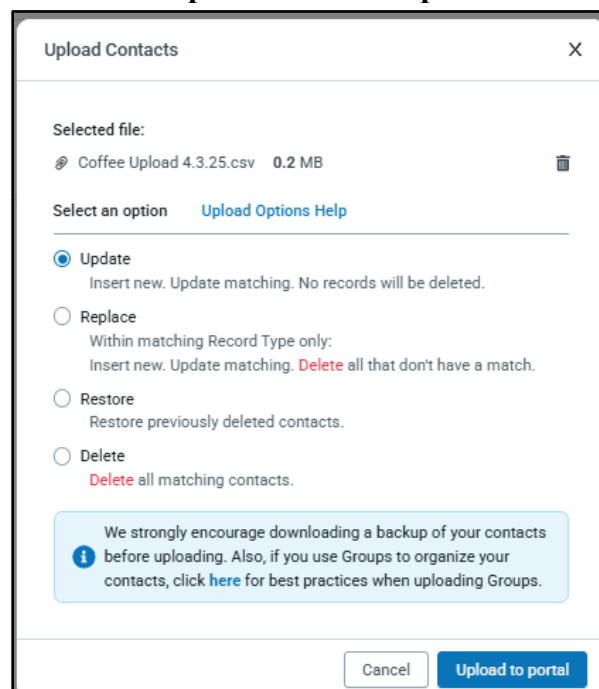 Upload Contacts
Selected file:
Coffee Upload 4.3.25.csv 0.2 MB
Select an option Upload Options Help
Update
Insert new. Update matching. No records will be deleted.
Replace
Within matching Record Type only:
Insert new. Update matching. Delete all that don't have a match.
Restore
Restore previously deleted contacts.
Delete
Delete all matching contacts.
We strongly encourage downloading a backup of your contacts
before uploading. Also, if you use Groups to organize your
contacts, click here for best practices when uploading Groups.
Cancel Upload to portal